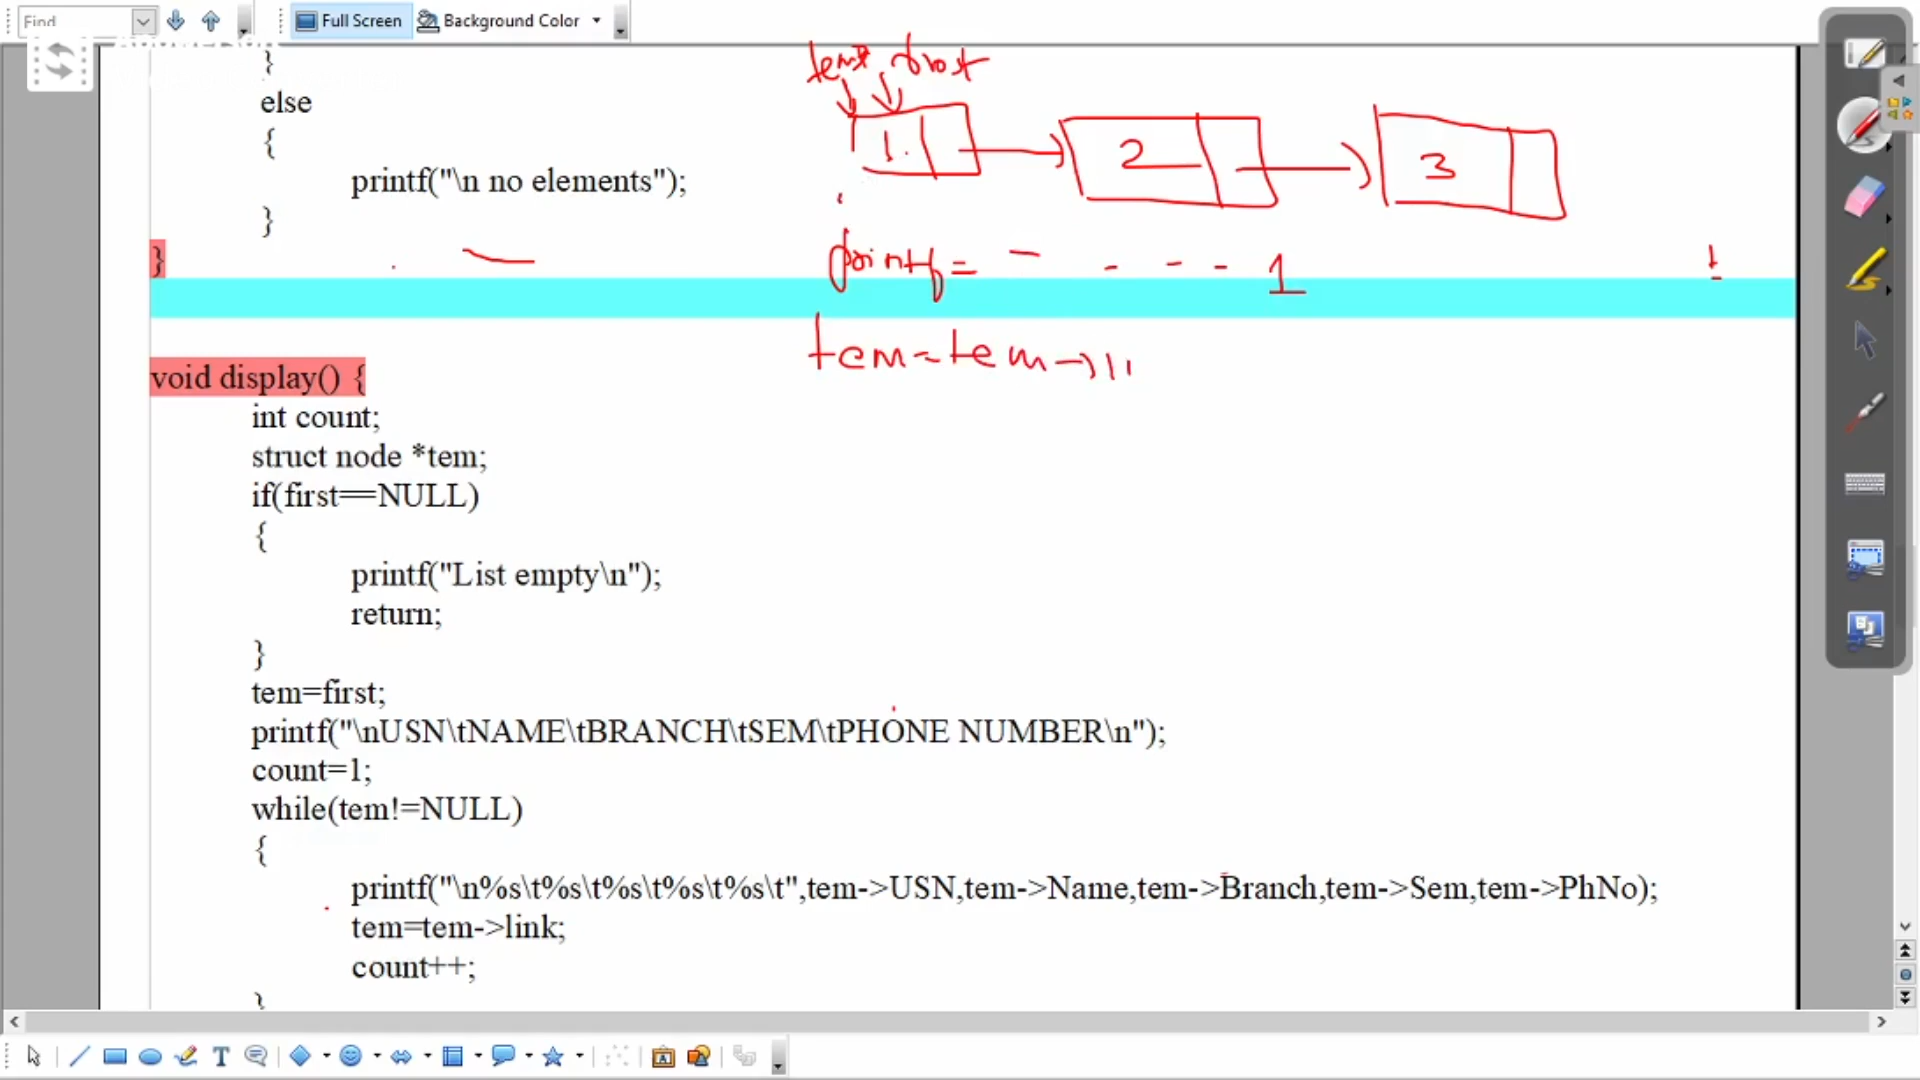 Find Full Screen Background Color
}
else
{
printf("\n no elements");
}
}
1 2 3
printf = - - - - 1
tem=tem→
void display() {
int count;
struct node *tem;
if(first==NULL)
{
printf("List empty\n");
return;
}
tem=first;
printf("\nUSN\tNAME\tBRANCH\tSEM\tPHONE NUMBER\n");
count=1;
while(tem!=NULL)
{
printf("\n%s\t%s\t%s\t%s\t%s\t",tem->USN,tem->Name,tem->Branch,tem->Sem,tem->PhNo);
tem=tem->link;
count++;
}